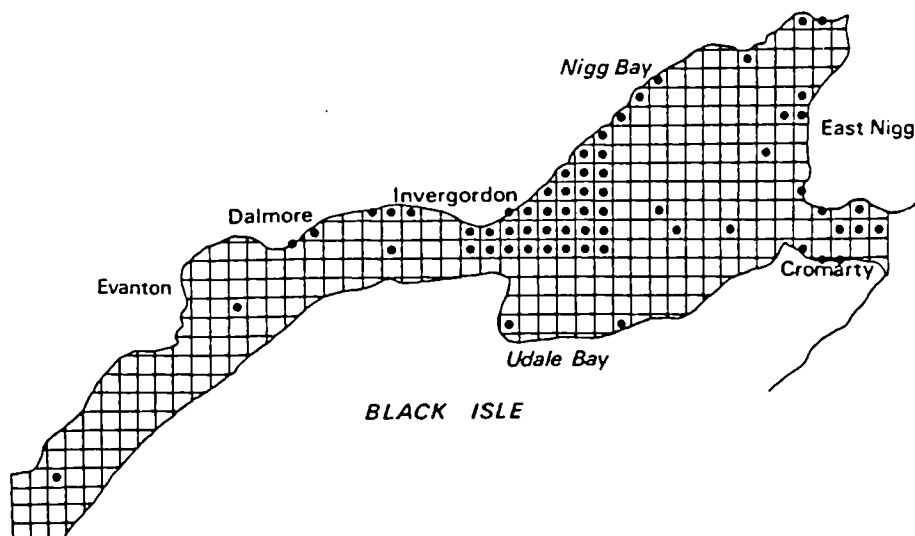 Nigg Bay
East Nigg
Invergordon
Dalmore
Cromarty
Evanton
Udale Bay
BLACK ISLE